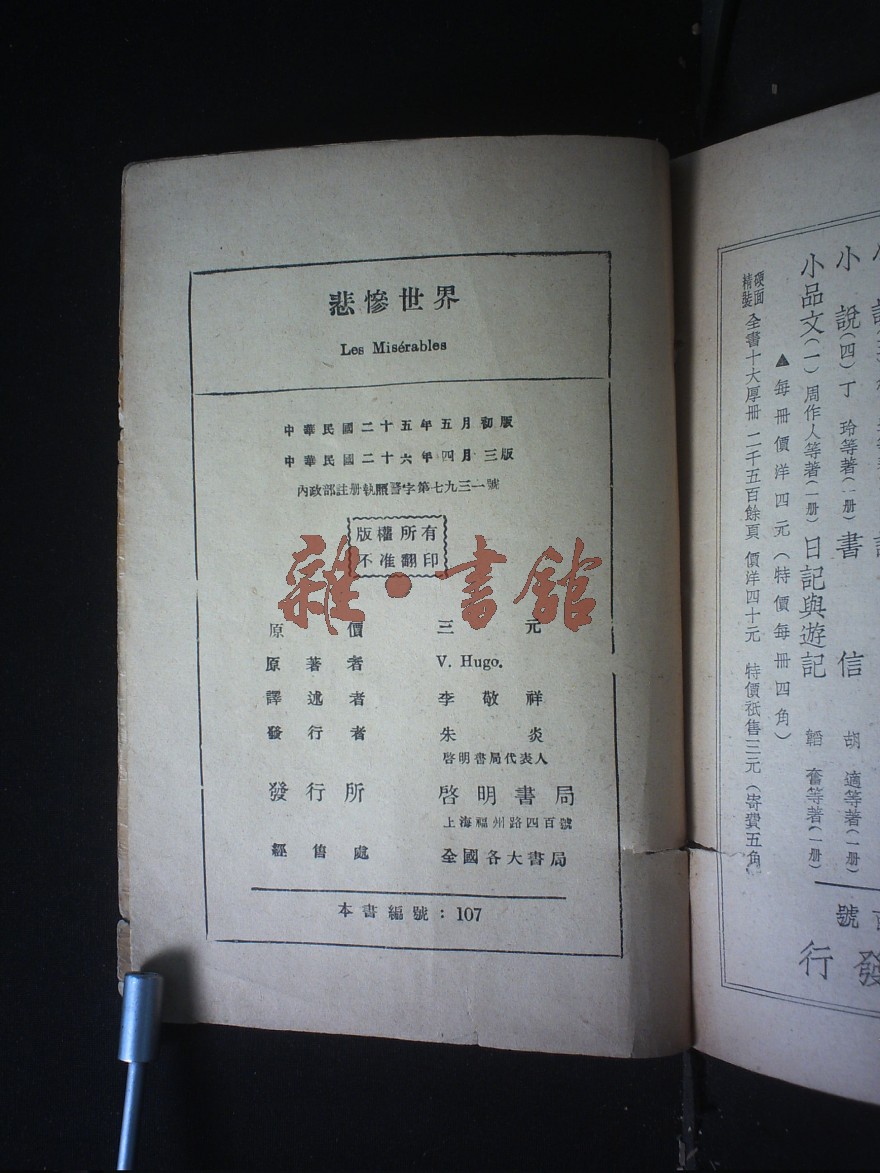 悲慘世界
Les Misérables
中華民國二十五年五月初版
中華民國二十六年四月三版
內政部註册執照警字第七九三一號
版權所有
不准翻印
雜·書館
原價 三元
原著者 V. Hugo.
譯述者 李敬祥
發行者 朱炎
啓明書局代表人
發行所 啓明書局
上海福州路四百號
經售處 全國各大書局
本書編號：107
小說(四)丁玲等著(一册) 書信 胡適等著(一册)
小品文(一)周作人等著(一册) 日記與遊記 韜奮等著(一册)
▲每冊價洋四元(特價每冊四角)
硬面精裝 全書十大厚冊 二千五百餘頁 價洋四十元 特價祇售三元(寄費五角)
號
發
行